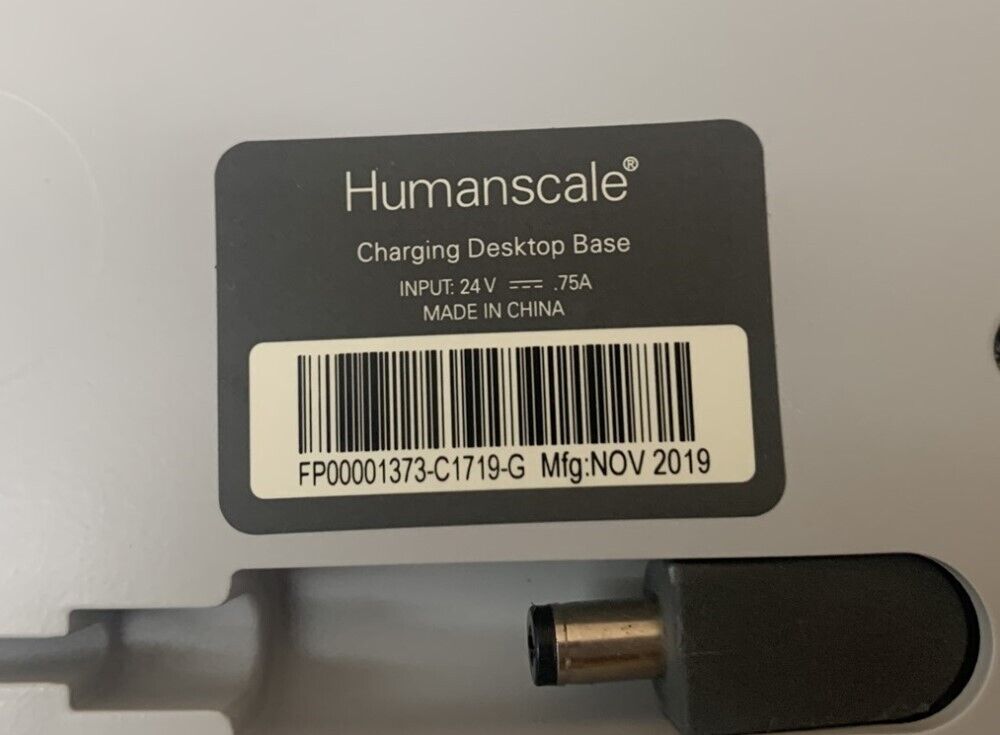 Humanscale®
Charging Desktop Base
INPUT: 24 V ⎓ .75A
MADE IN CHINA
FP00001373-C1719-G Mfg:NOV 2019